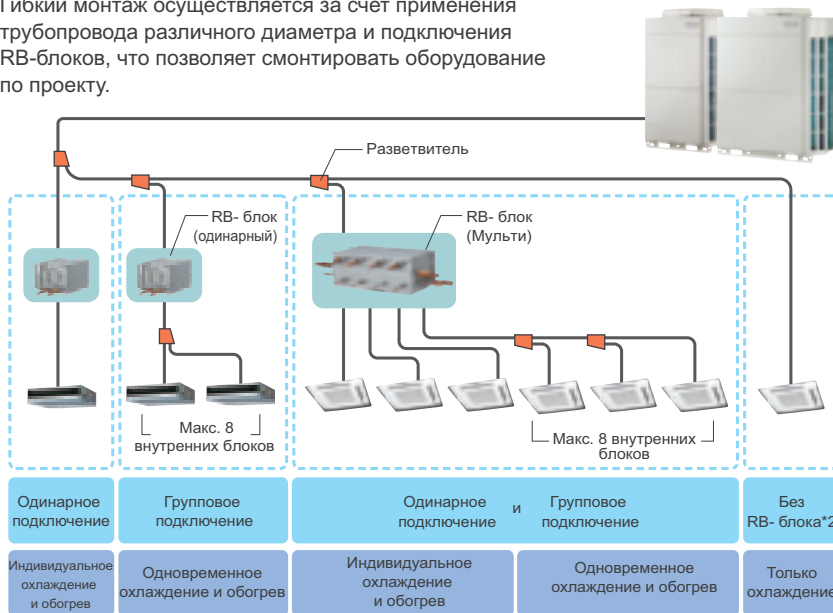 Гибкий монтаж осуществляется за счет применения
трубопровода различного диаметра и подключения
RB-блоков, что позволяет смонтировать оборудование
по проекту.
Разветвитель
RB- блок
(одинарный)
RB- блок
(Мульти)
Макс. 8
внутренних блоков
Макс. 8 внутренних
блоков
Одинарное
подключение
Групповое
подключение
Одинарное
подключение
и
Групповое
подключение
Без
RB- блока*2
Индивидуальное
охлаждение
и обогрев
Одновременное
охлаждение и обогрев
Индивидуальное
охлаждение
и обогрев
Одновременное
охлаждение и обогрев
Только
охлаждение